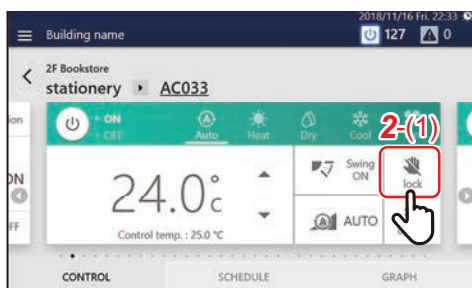 2018/11/16 Fri. 22:33
Building name 127 0
2F Bookstore
stationery AC033
ON
OFF
Auto Heat Dry Cool
2-(1)
24.0°C
Control temp. : 25.0 °C
Swing
ON
lock
AUTO
ion
ON
FF
CONTROL SCHEDULE GRAPH